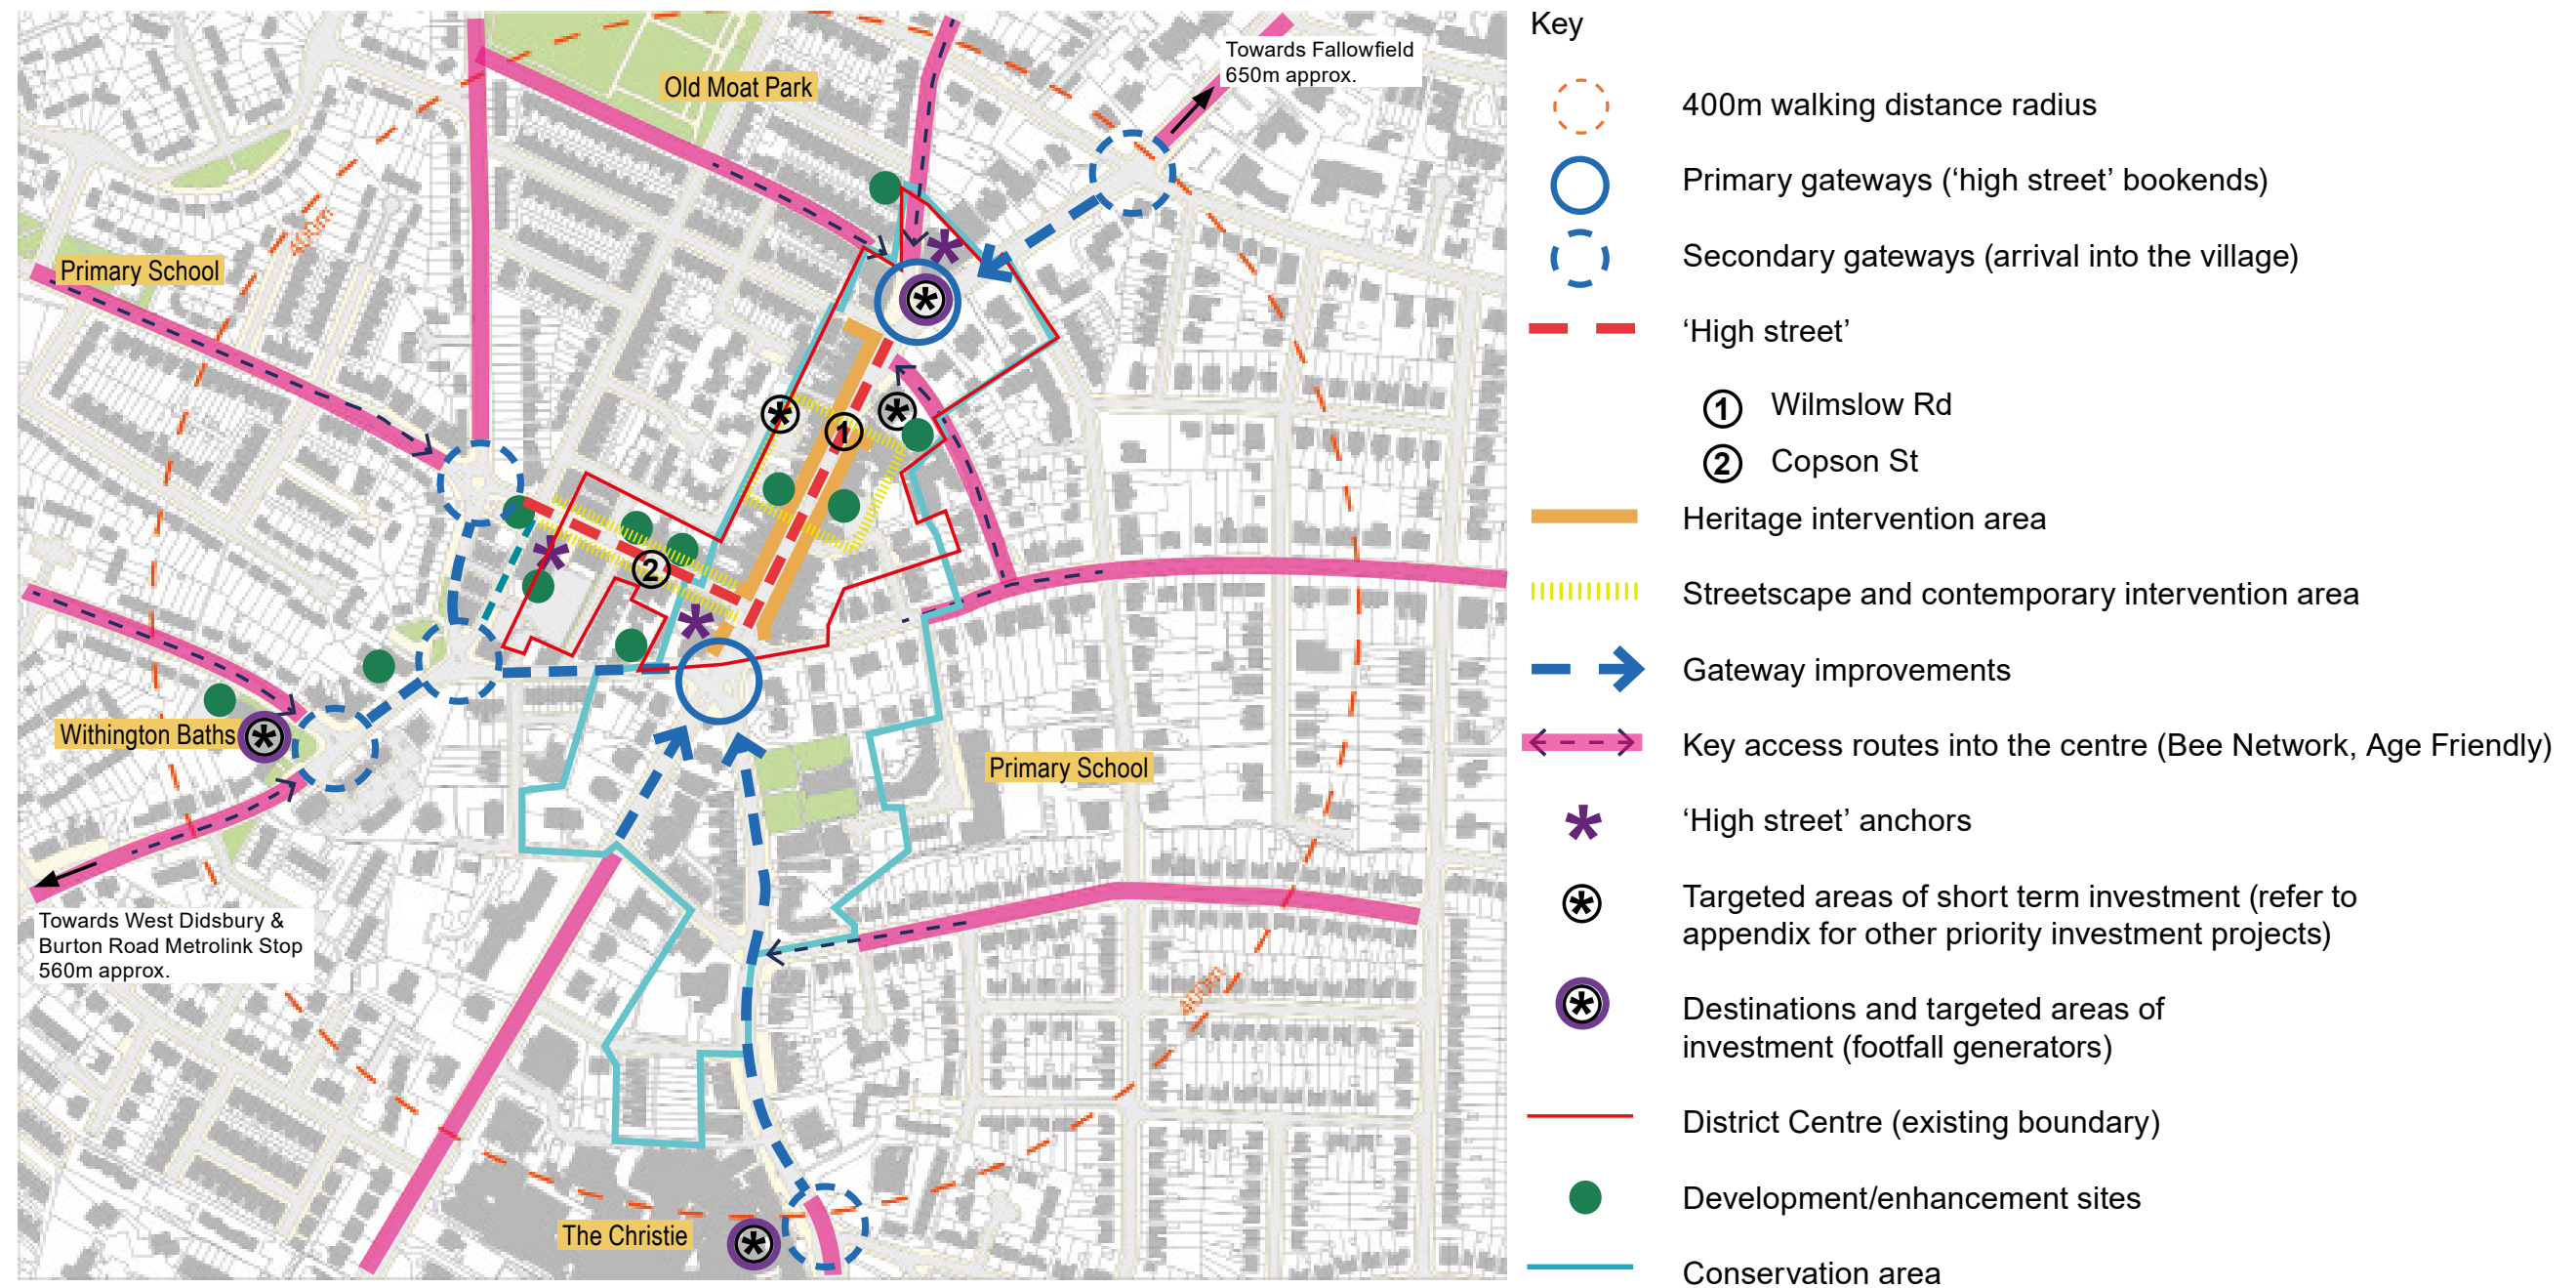 Old Moat Park
Towards Fallowfield
650m approx.
400m
Primary School
1
2
Withington Baths
Primary School
Towards West Didsbury &
Burton Road Metrolink Stop
560m approx.
400m
The Christie
Key
400m walking distance radius
Primary gateways (‘high street’ bookends)
Secondary gateways (arrival into the village)
‘High street’
1 Wilmslow Rd
2 Copson St
Heritage intervention area
Streetscape and contemporary intervention area
Gateway improvements
Key access routes into the centre (Bee Network, Age Friendly)
‘High street’ anchors
Targeted areas of short term investment (refer to
appendix for other priority investment projects)
Destinations and targeted areas of
investment (footfall generators)
District Centre (existing boundary)
Development/enhancement sites
Conservation area